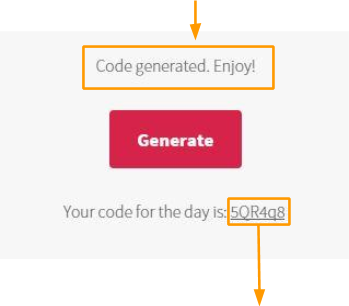 Code generated. Enjoy!
Generate
Your code for the day is: 5QR4q8